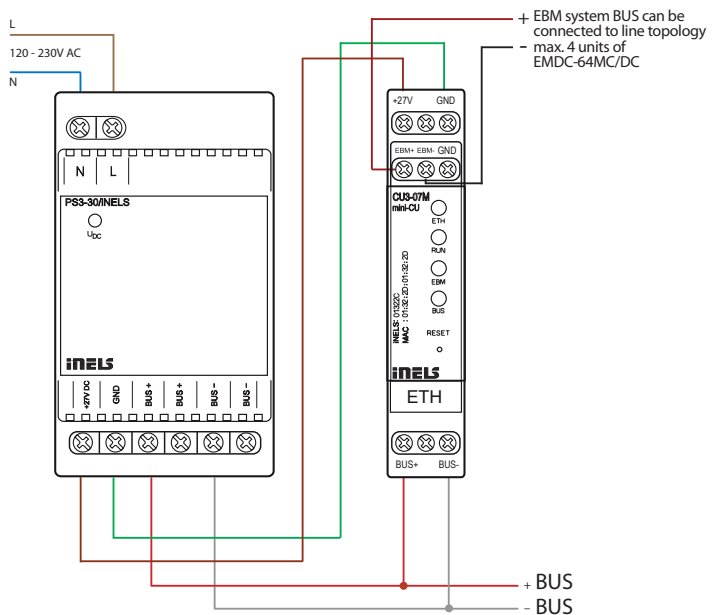 L
120 - 230V AC
N
+ EBM system BUS can be
connected to line topology
- max. 4 units of
EMDC-64MC/DC
N L
PS3-30/INELS
UDC
iNELS
+27V DC GND BUS + BUS + BUS - BUS -
+27V GND
EBM+ EBM- GND
CU3-07M
mini-CU
ETH
RUN
EBM
BUS
iNELS: 01322C
MAC : 01:32:2D:01:32:2D
RESET
iNELS
ETH
BUS+ BUS-
+ BUS
- BUS